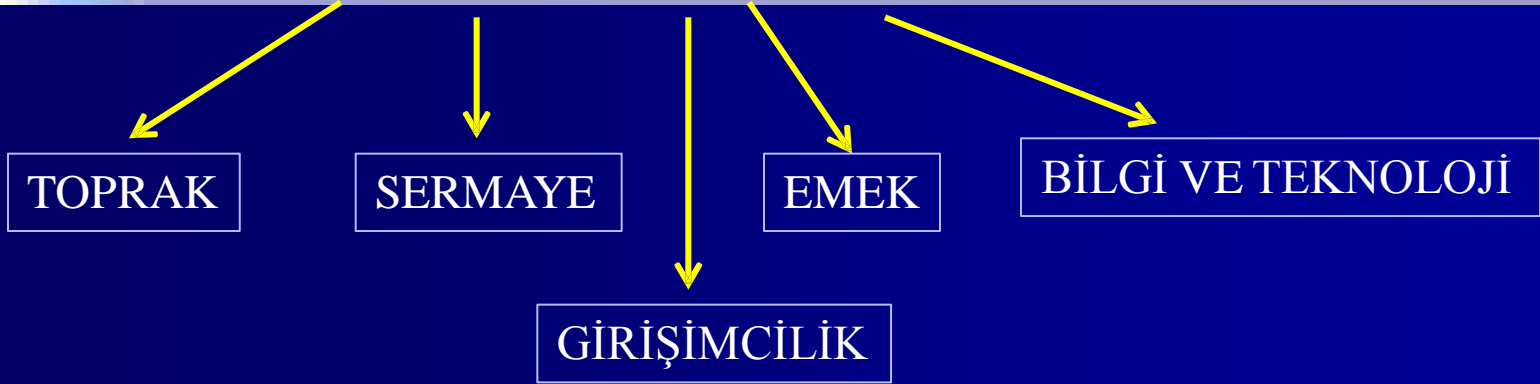 TOPRAK
SERMAYE
EMEK
BİLGİ VE TEKNOLOJİ
GİRİŞİMCİLİK